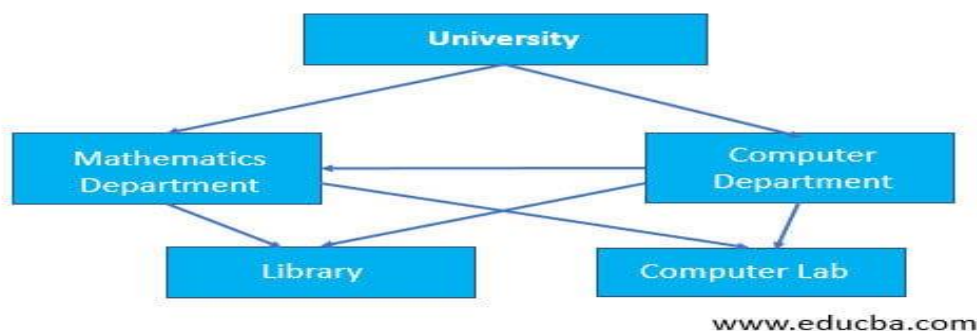 University
Mathematics
Department
Computer
Department
Library
Computer Lab
www.educba.com